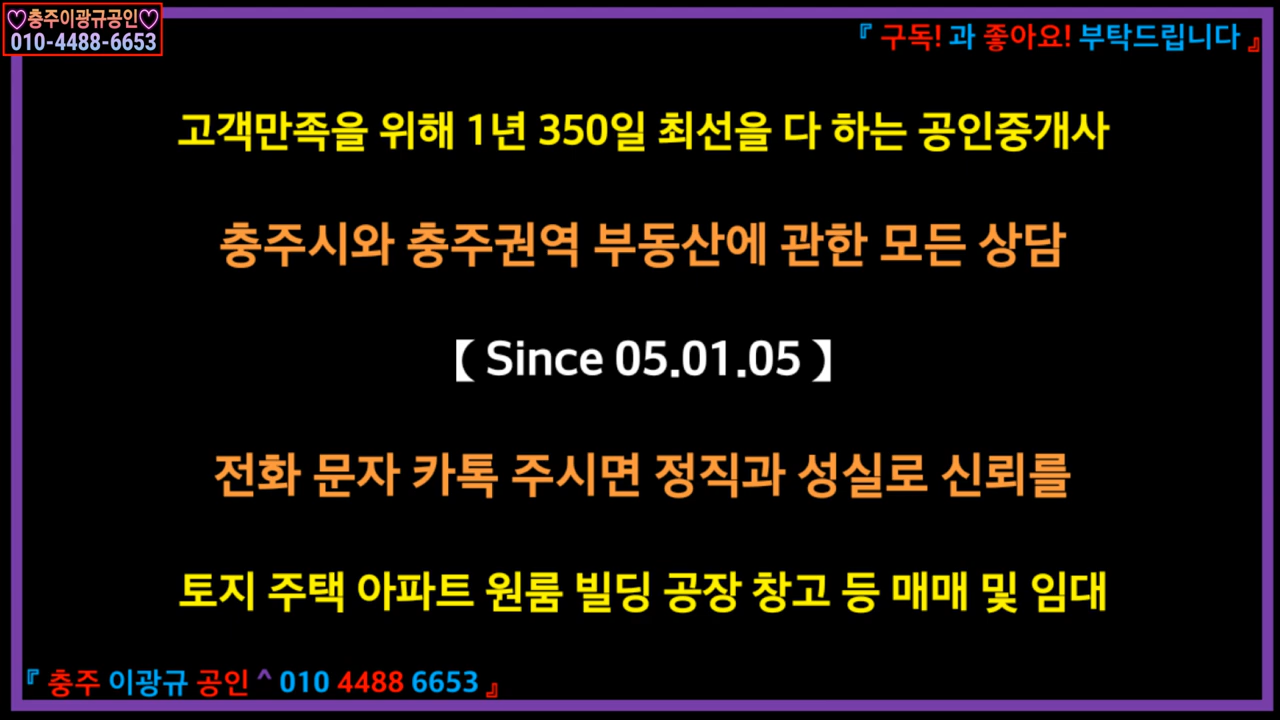 ♡충주이광규공인♡
010-4488-6653
『 구독! 과 좋아요! 부탁드립니다 』
고객만족을 위해 1년 350일 최선을 다 하는 공인중개사
충주시와 충주권역 부동산에 관한 모든 상담
【 Since 05.01.05 】
전화 문자 카톡 주시면 정직과 성실로 신뢰를
토지 주택 아파트 원룸 빌딩 공장 창고 등 매매 및 임대
『 충주 이광규 공인 ^ 010 4488 6653 』